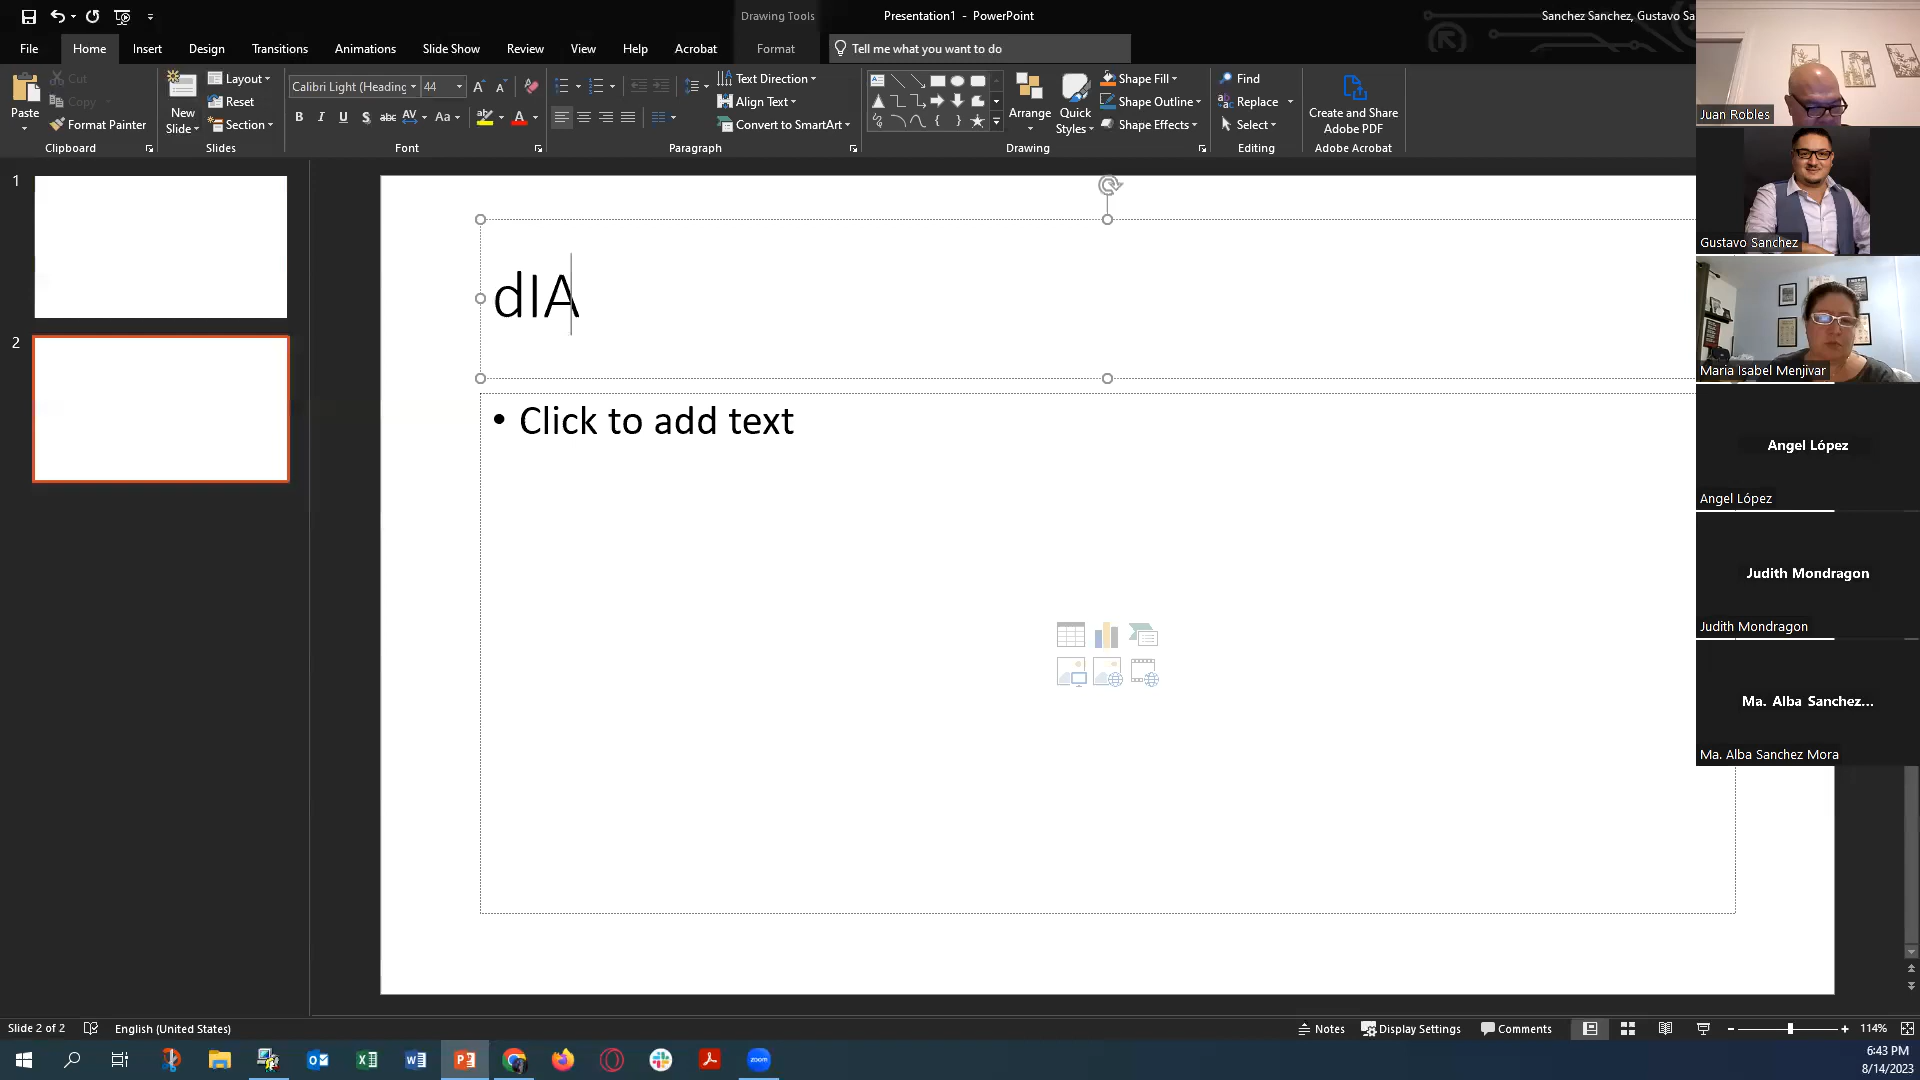 Drawing Tools
Presentation1 - PowerPoint
Sanchez Sanchez, Gustavo Sa
File
Home
Insert
Design
Transitions
Animations
Slide Show
Review
View
Help
Acrobat
Format
Tell me what you want to do
Paste
Cut
Copy
Format Painter
Clipboard
New
Slide
Layout
Reset
Section
Slides
Calibri Light (Heading
44
B
I
U
S
abc
AV
Aa
A
Font
Text Direction
Align Text
Convert to SmartArt
Paragraph
Arrange
Quick
Styles
Shape Fill
Shape Outline
Shape Effects
Drawing
Find
Replace
Select
Editing
Create and Share
Adobe PDF
Adobe Acrobat
Juan Robles
Gustavo Sanchez
Maria Isabel Menjivar
Angel López
Angel López
Judith Mondragon
Judith Mondragon
Ma. Alba Sanchez...
Ma. Alba Sanchez Mora
1
2
dIA
• Click to add text
Slide 2 of 2
English (United States)
Notes
Display Settings
Comments
114%
zoom
6:43 PM
8/14/2023